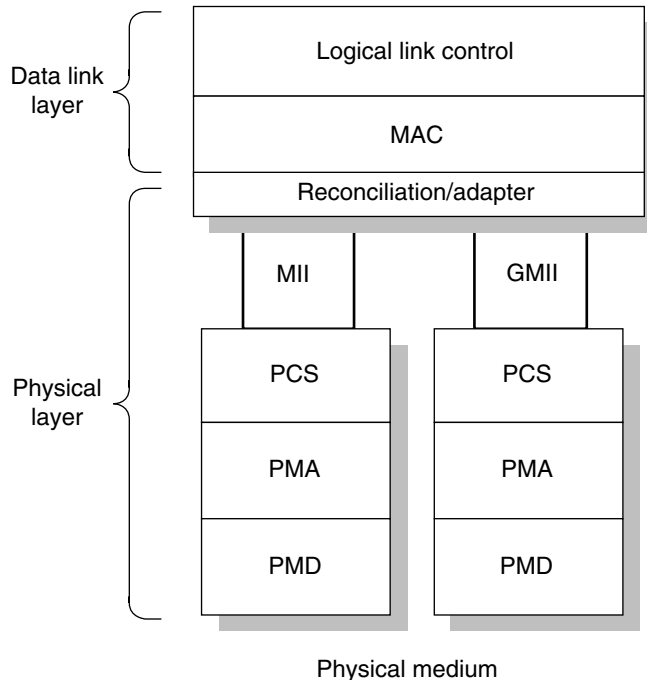 Logical link control
Data link
layer
MAC
Reconciliation/adapter
MII
GMII
Physical
layer
PCS
PCS
PMA
PMA
PMD
PMD
Physical medium